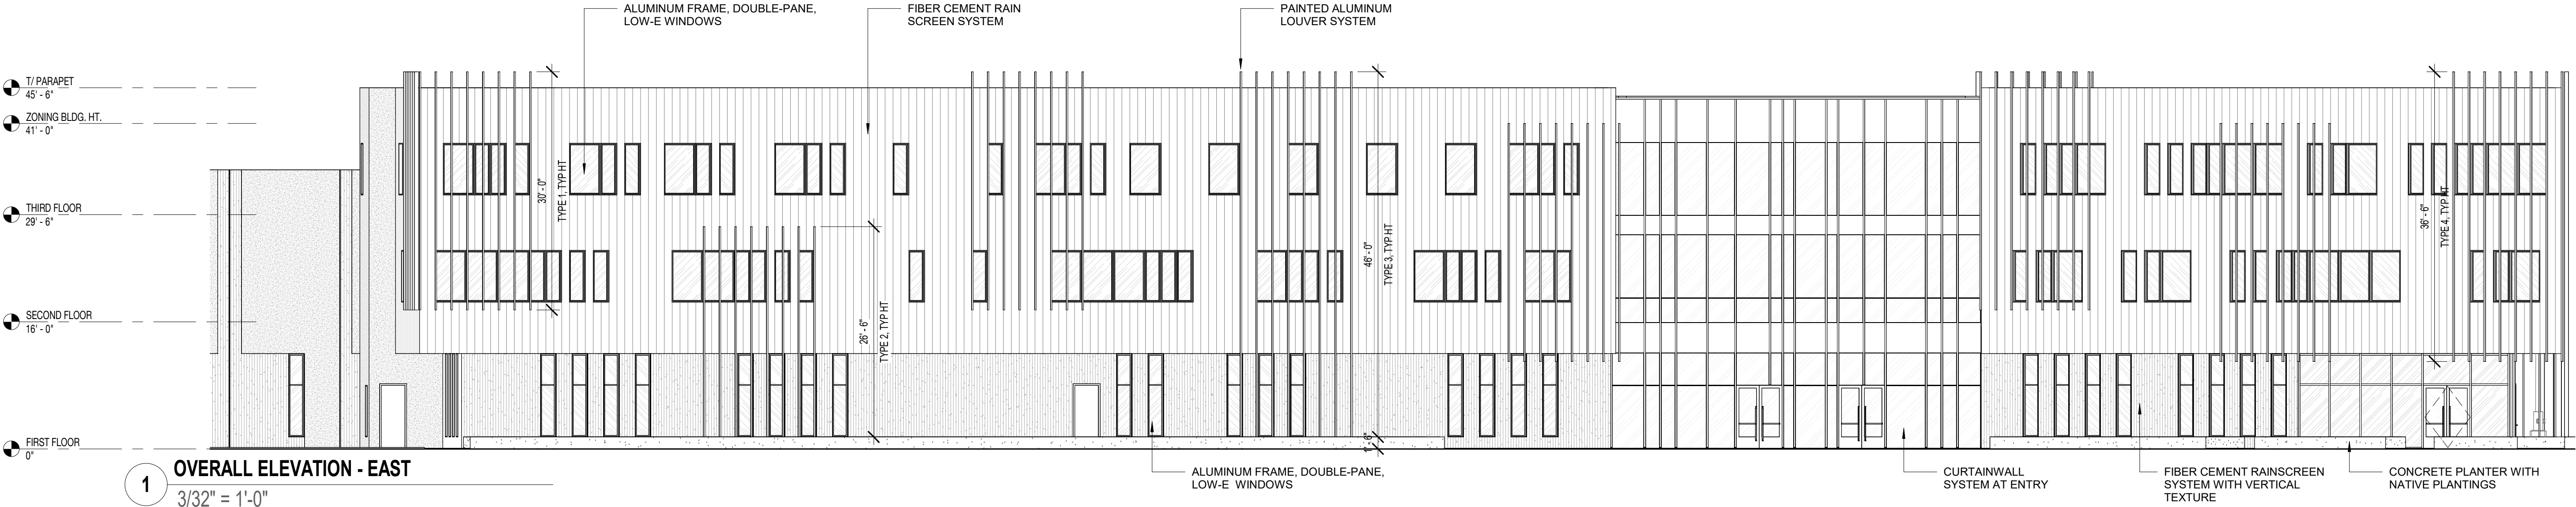 ALUMINUM FRAME, DOUBLE-PANE,
LOW-E WINDOWS
FIBER CEMENT RAIN
SCREEN SYSTEM
PAINTED ALUMINUM
LOUVER SYSTEM
T/ PARAPET
45' - 6"
ZONING BLDG. HT.
41' - 0"
THIRD FLOOR
29' - 6"
SECOND FLOOR
16' - 0"
FIRST FLOOR
0"
30' - 0"
TYPE 1, TYP HT
26' - 6"
TYPE 2, TYP HT
46' - 0"
TYPE 3, TYP HT
1' - 6"
36' - 6"
TYPE 4, TYP HT
1
OVERALL ELEVATION - EAST
3/32" = 1'-0"
ALUMINUM FRAME, DOUBLE-PANE,
LOW-E WINDOWS
CURTAINWALL
SYSTEM AT ENTRY
FIBER CEMENT RAINSCREEN
SYSTEM WITH VERTICAL
TEXTURE
CONCRETE PLANTER WITH
NATIVE PLANTINGS